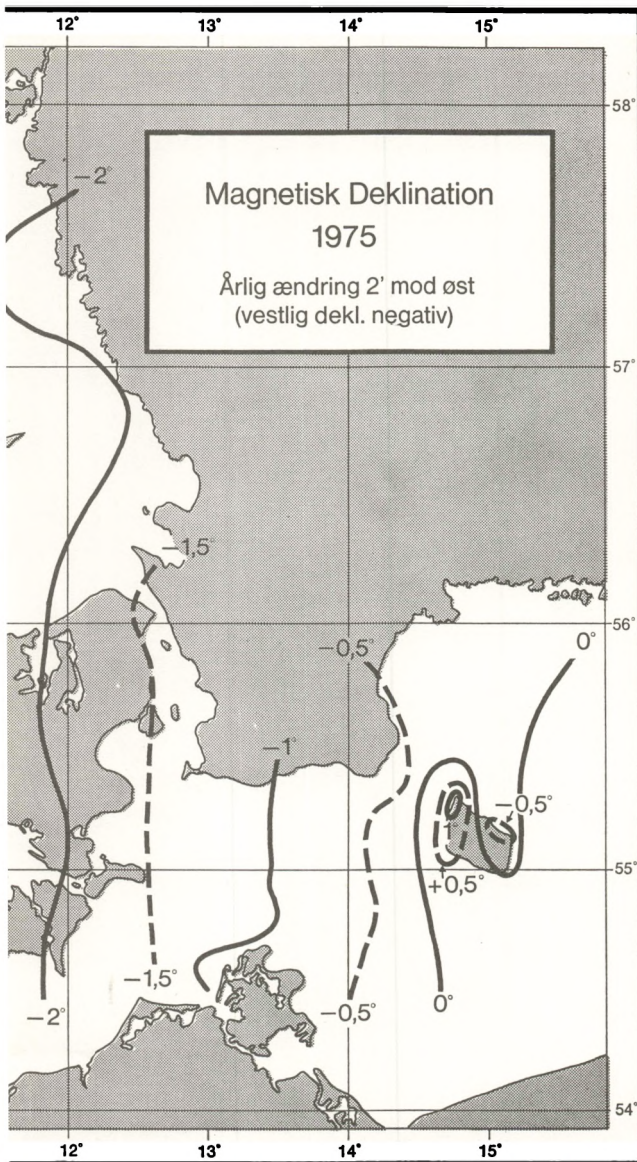 12° 13° 14° 15°
58°
−2°
Magnetisk Deklination
1975
Årlig ændring 2' mod øst
(vestlig dekl. negativ)
57°
−1,5°
56°
−0,5° 0°
−1°
−0,5°
1°
55°
+0,5°
−1,5°
−2° −0,5° 0°
54°
12° 13° 14° 15°